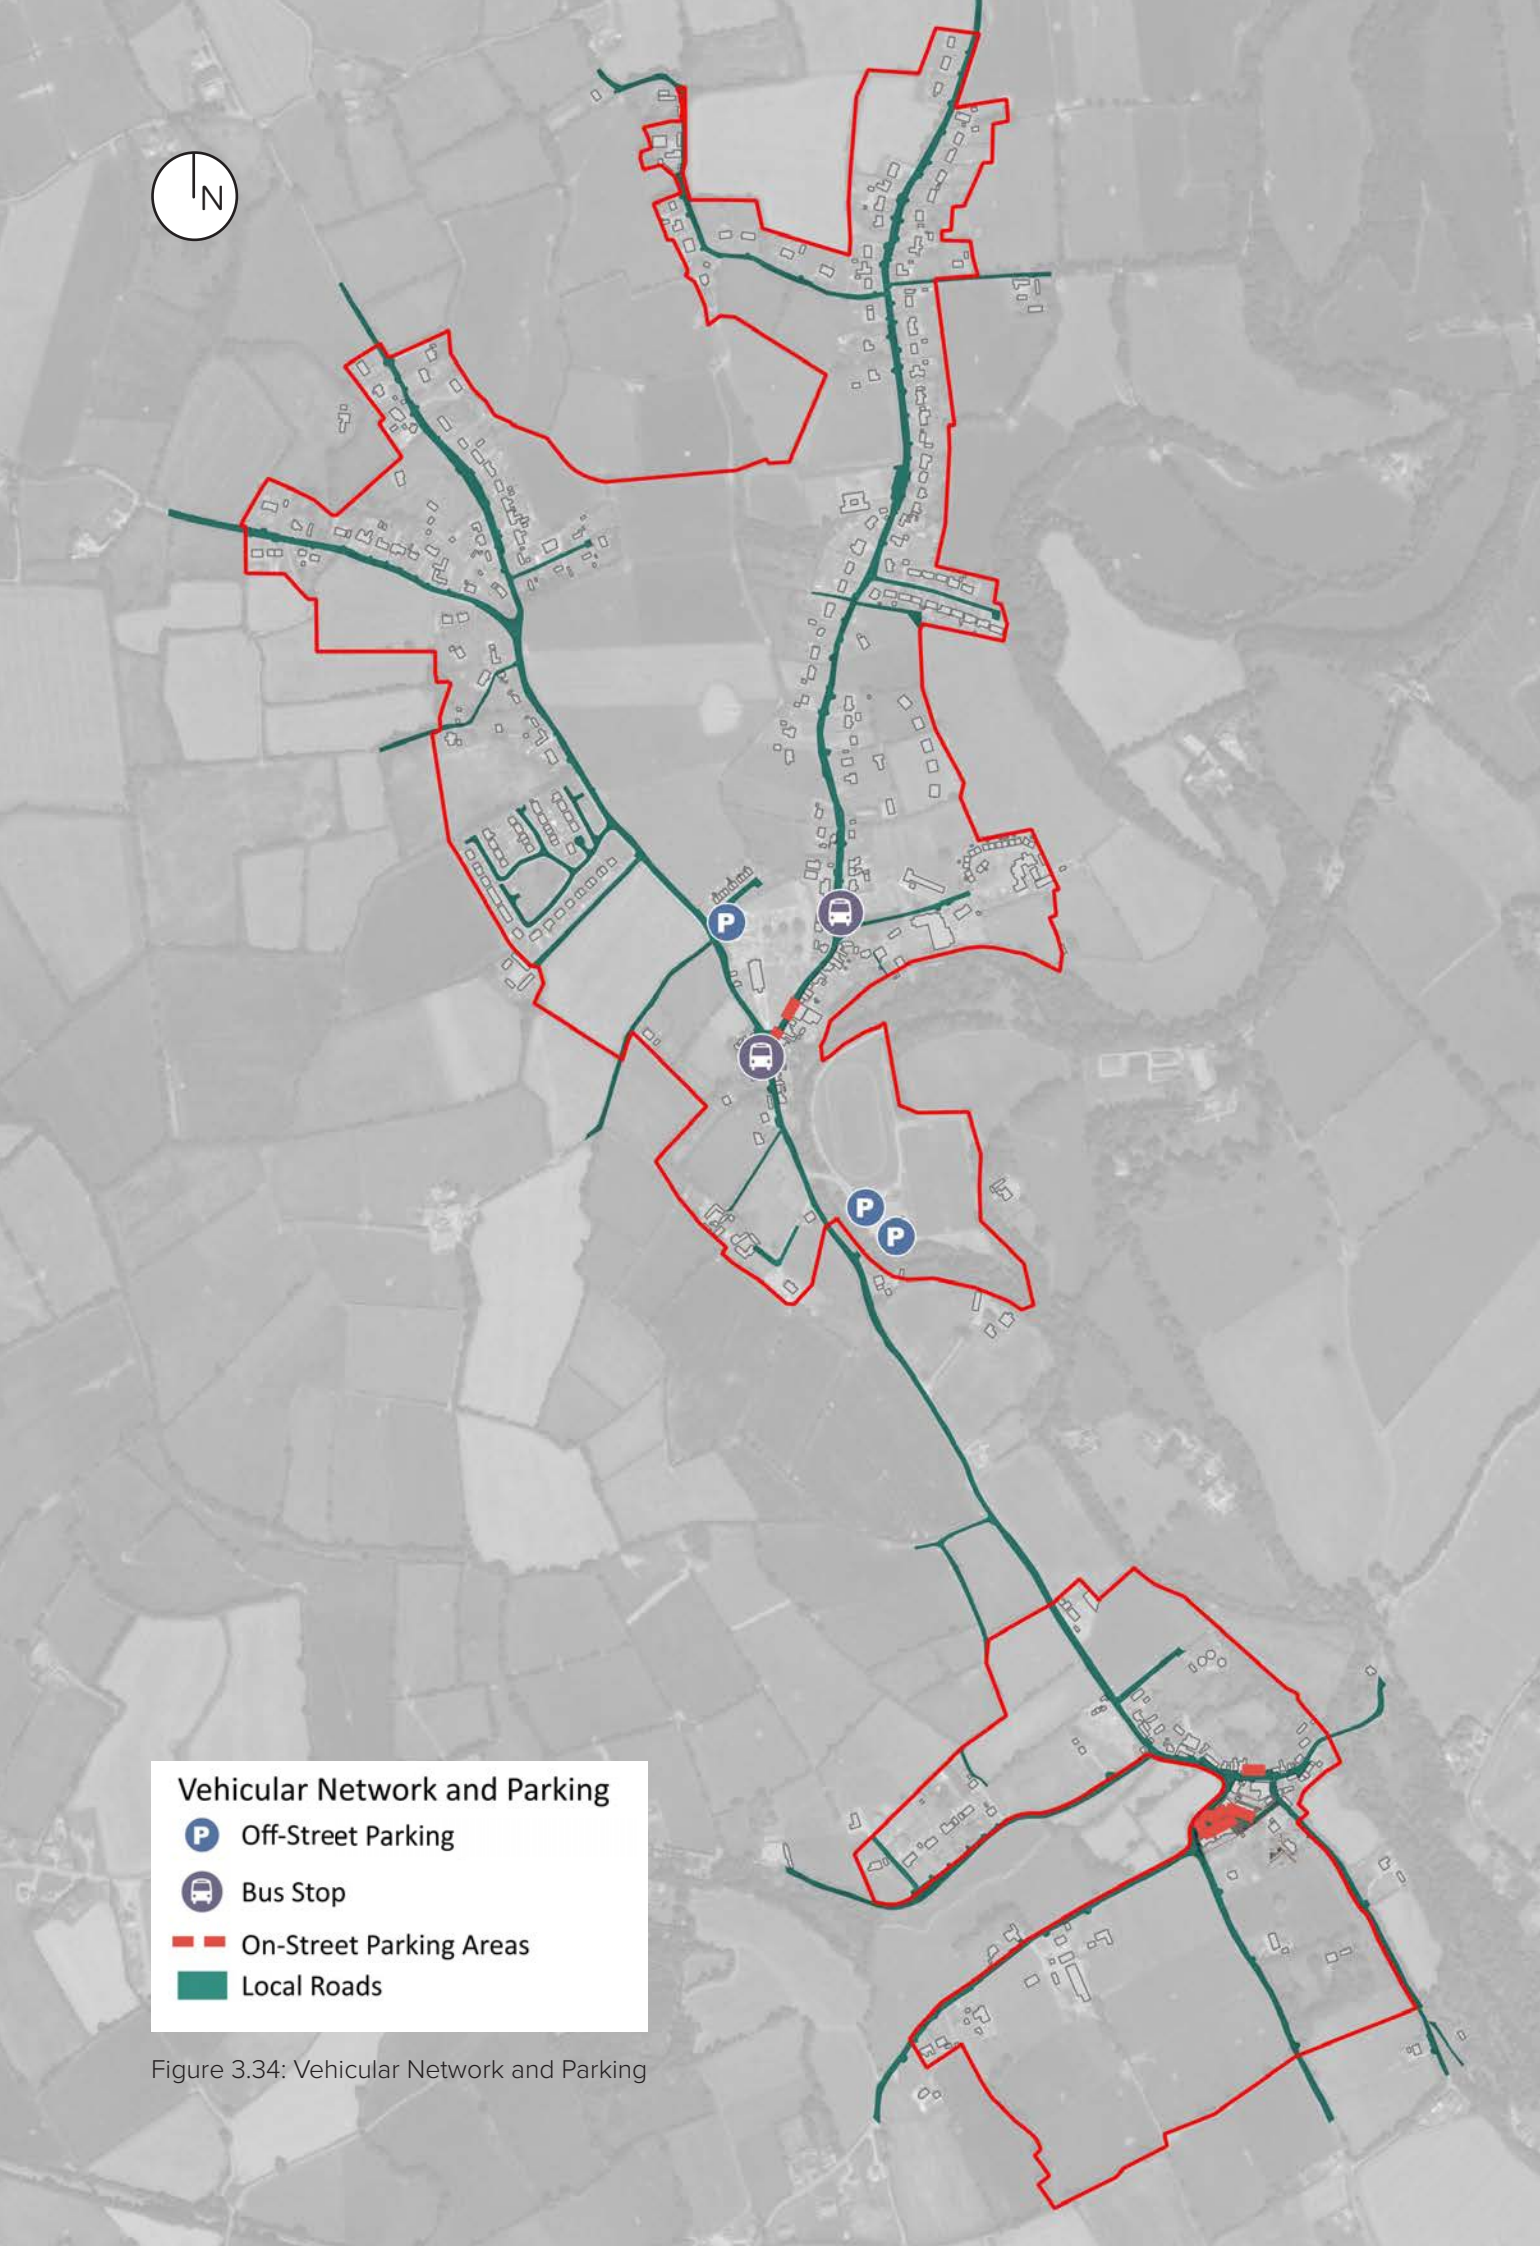 N
P
P
P
Vehicular Network and Parking
P Off-Street Parking
Bus Stop
On-Street Parking Areas
Local Roads
Figure 3.34: Vehicular Network and Parking